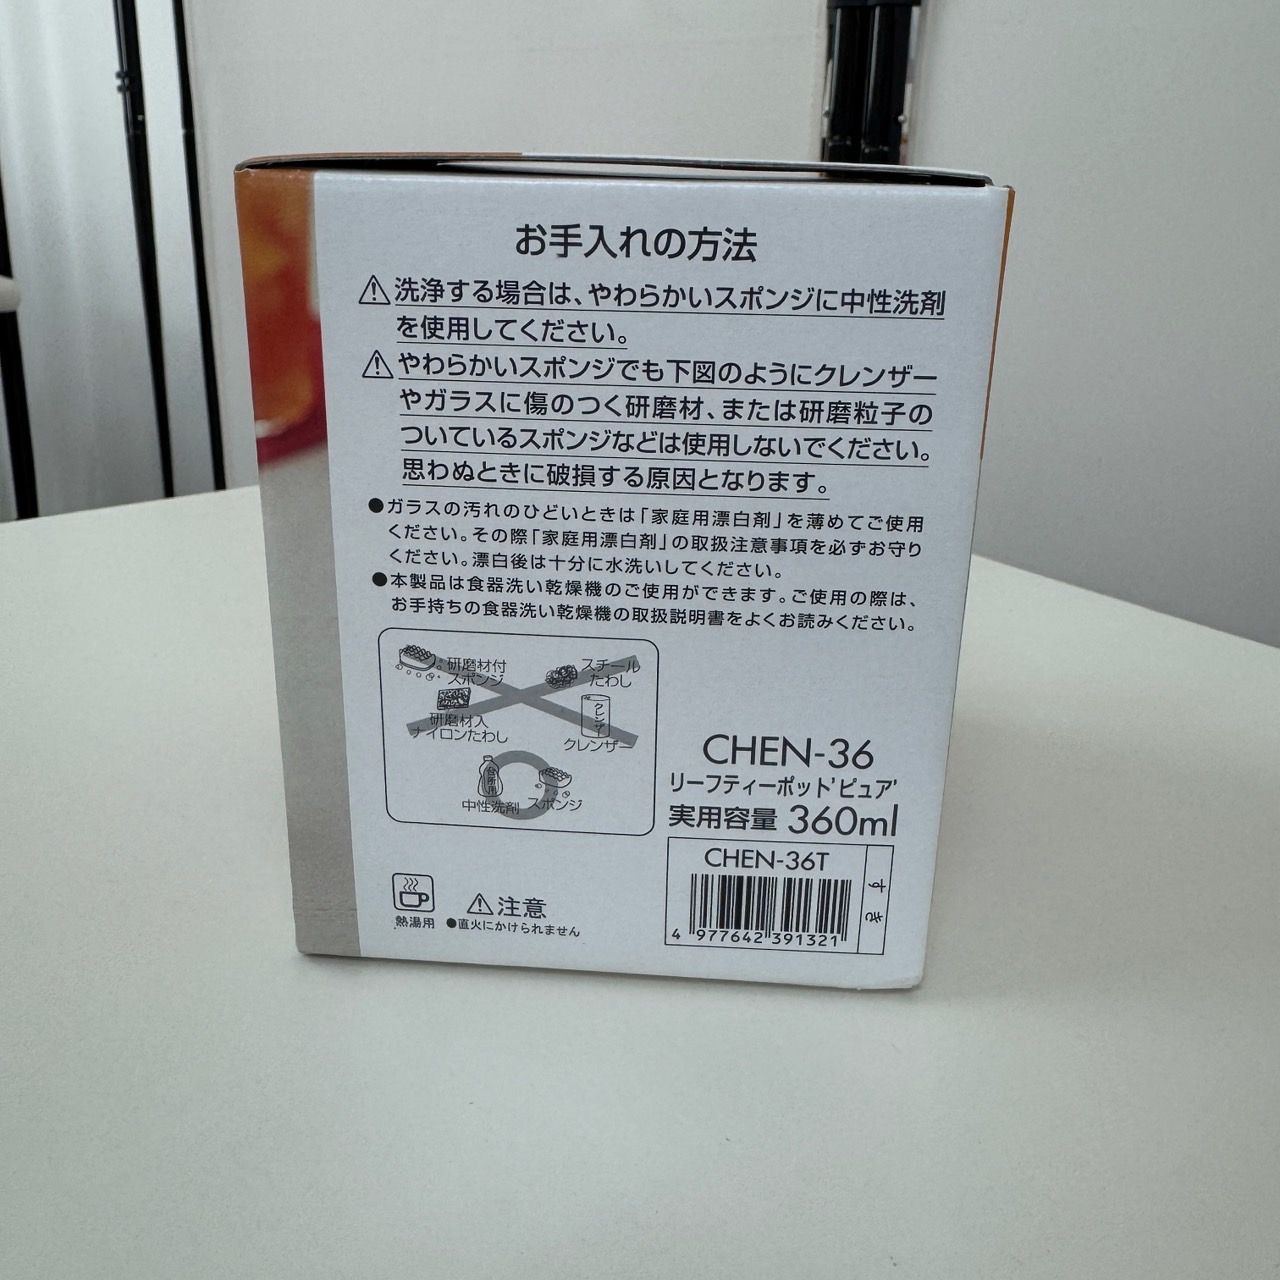 お手入れの方法
洗浄する場合は、やわらかいスポンジに中性洗剤
を使用してください。
やわらかいスポンジでも下図のようにクレンザー
やガラスに傷のつく研磨材、または研磨粒子の
ついているスポンジなどは使用しないでください。
思わぬときに破損する原因となります。
●ガラスの汚れのひどいときは「家庭用漂白剤」を薄めてご使用
ください。その際「家庭用漂白剤」の取扱注意事項を必ずお守り
ください。漂白後は十分に水洗いしてください。
●本製品は食器洗い乾燥機のご使用ができます。ご使用の際は、
お手持ちの食器洗い乾燥機の取扱説明書をよくお読みください。
研磨材付
スポンジ
スチール
たわし
研磨材入
ナイロンたわし
クレンザー
クレンザー
台所用
中性洗剤
スポンジ
CHEN-36
リーフティーポット'ピュア'
実用容量 360ml
CHEN-36T
4 977642 391321
すき
熱湯用
注意
●直火にかけられません